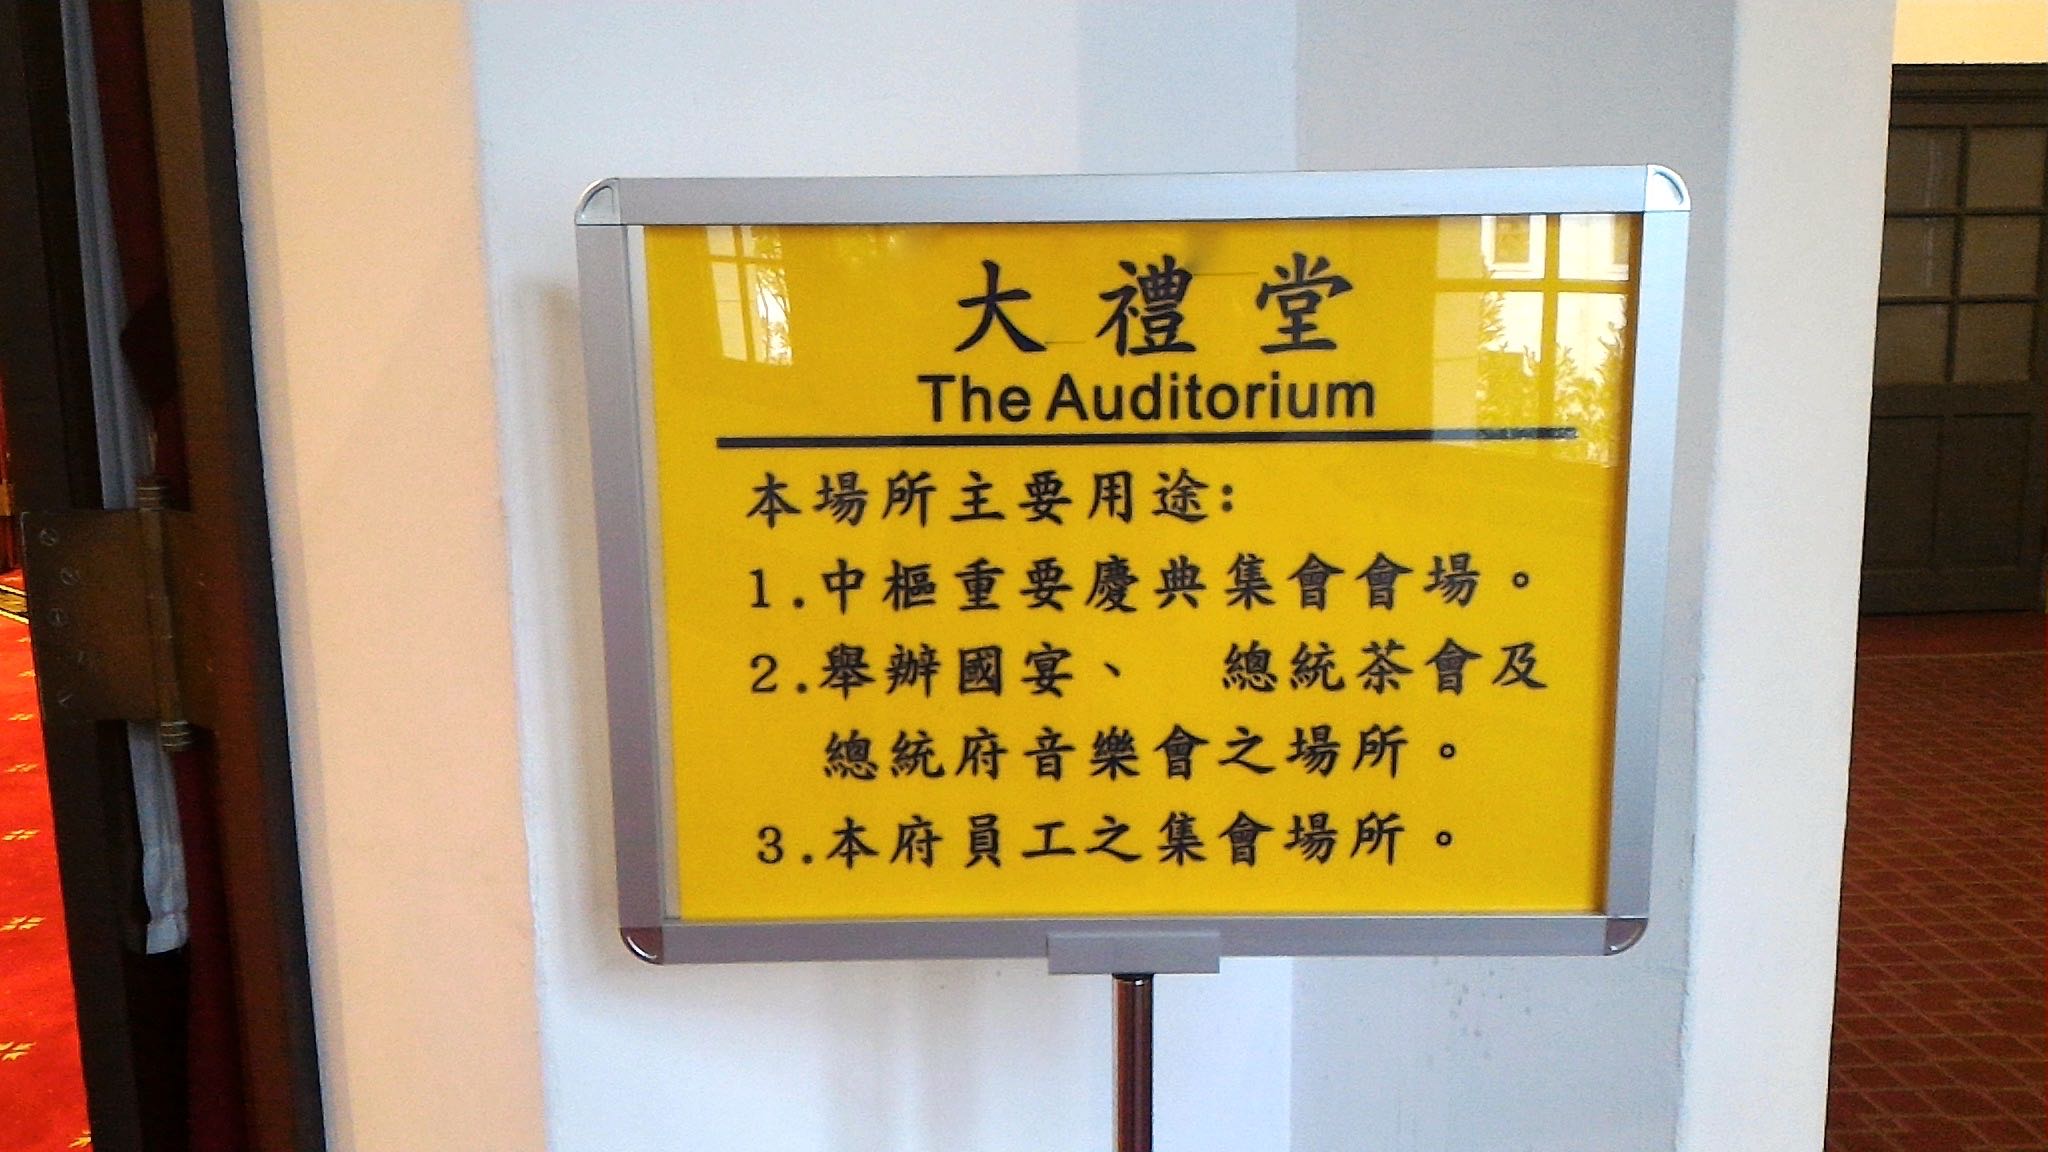 大禮堂
The Auditorium
本場所主要用途:
1.中樞重要慶典集會會場。
2.舉辦國宴、 總統茶會及
總統府音樂會之場所。
3.本府員工之集會場所。